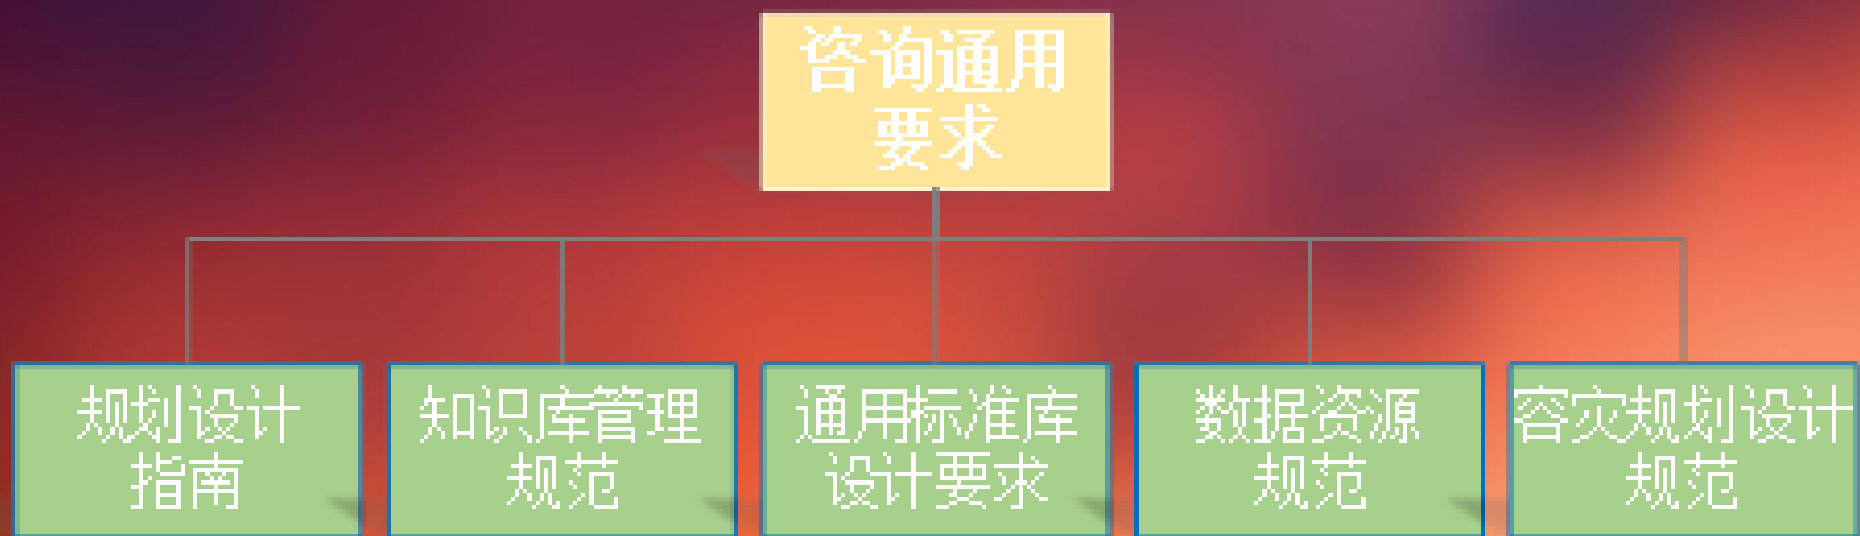 咨询通用
要求
规划设计
指南
知识库管理
规范
通用标准库
设计要求
数据资源
规范
容灾规划设计
规范